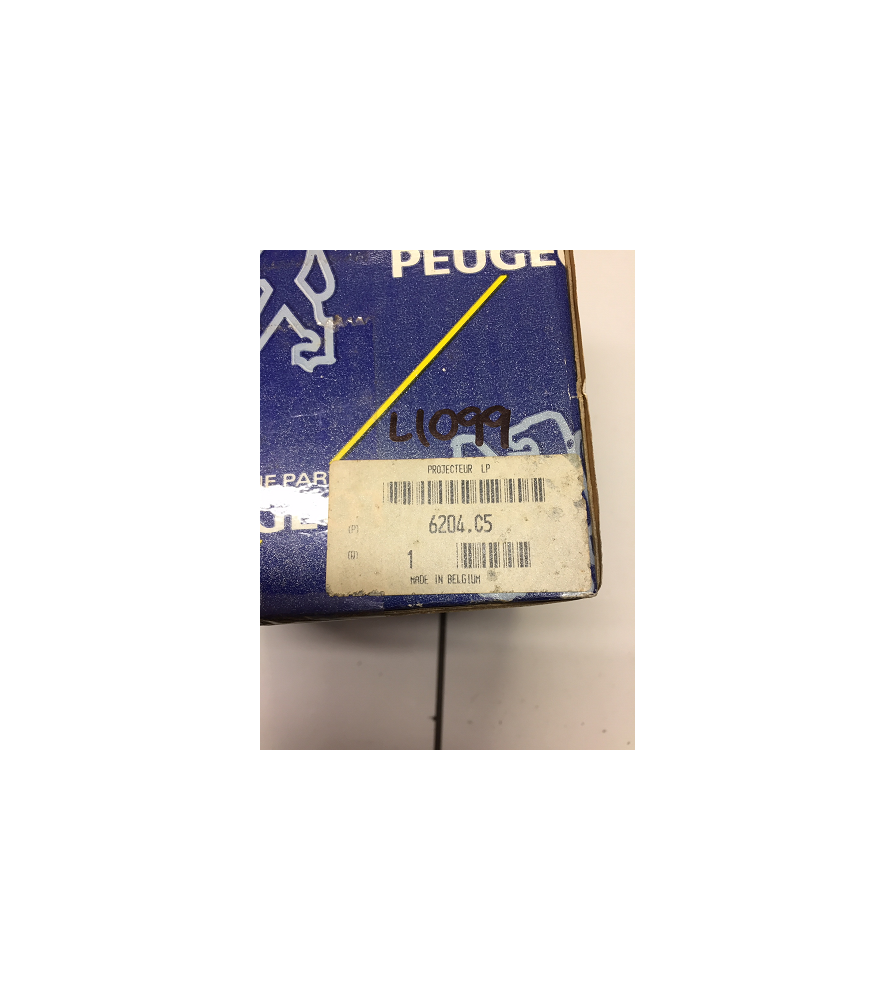 PEUGE
L1099
PROJECTEUR LP
(P) 6204.C5
1
MADE IN BELGIUM